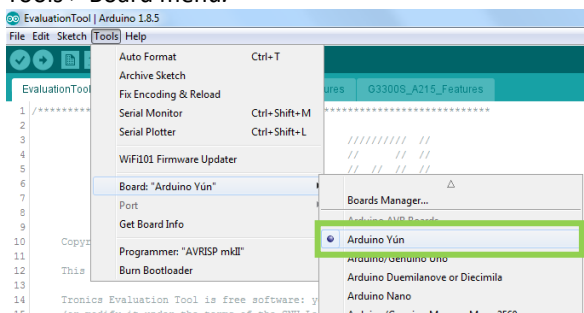 Tools > Board menu.
EvaluationTool | Arduino 1.8.5
File Edit Sketch Tools Help
EvaluationTool
ures
G3300S_A215_Features
Auto Format Ctrl+T
Archive Sketch
Fix Encoding & Reload
Serial Monitor Ctrl+Shift+M
Serial Plotter Ctrl+Shift+L
WiFi101 Firmware Updater
Board: "Arduino Yún"
Port
Get Board Info
Programmer: "AVRISP mkII"
Burn Bootloader
Boards Manager...
Arduino AVR Boards
Arduino Yún
Arduino/Genuino Uno
Arduino Duemilanove or Diecimila
Arduino Nano
1 /**********
2
3 ////////// //
4 // // //
5 // // // //
6
7
8
9
10 Copyr
11
12 This
13
14 Tronics Evaluation Tool is free software: y